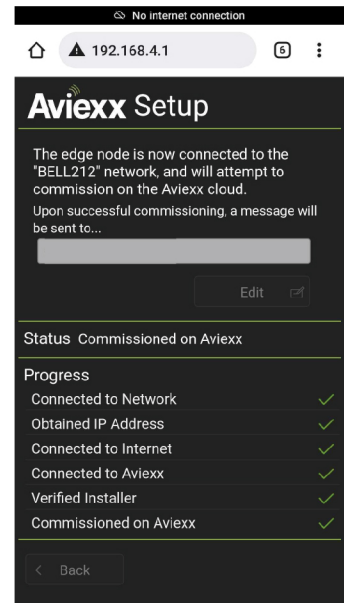 No internet connection
192.168.4.1
6
Aviexx Setup
The edge node is now connected to the
"BELL212" network, and will attempt to
commission on the Aviexx cloud.
Upon successful commissioning, a message will
be sent to...
Edit
Status Commissioned on Aviexx
Progress
Connected to Network
Obtained IP Address
Connected to Internet
Connected to Aviexx
Verified Installer
Commissioned on Aviexx
< Back